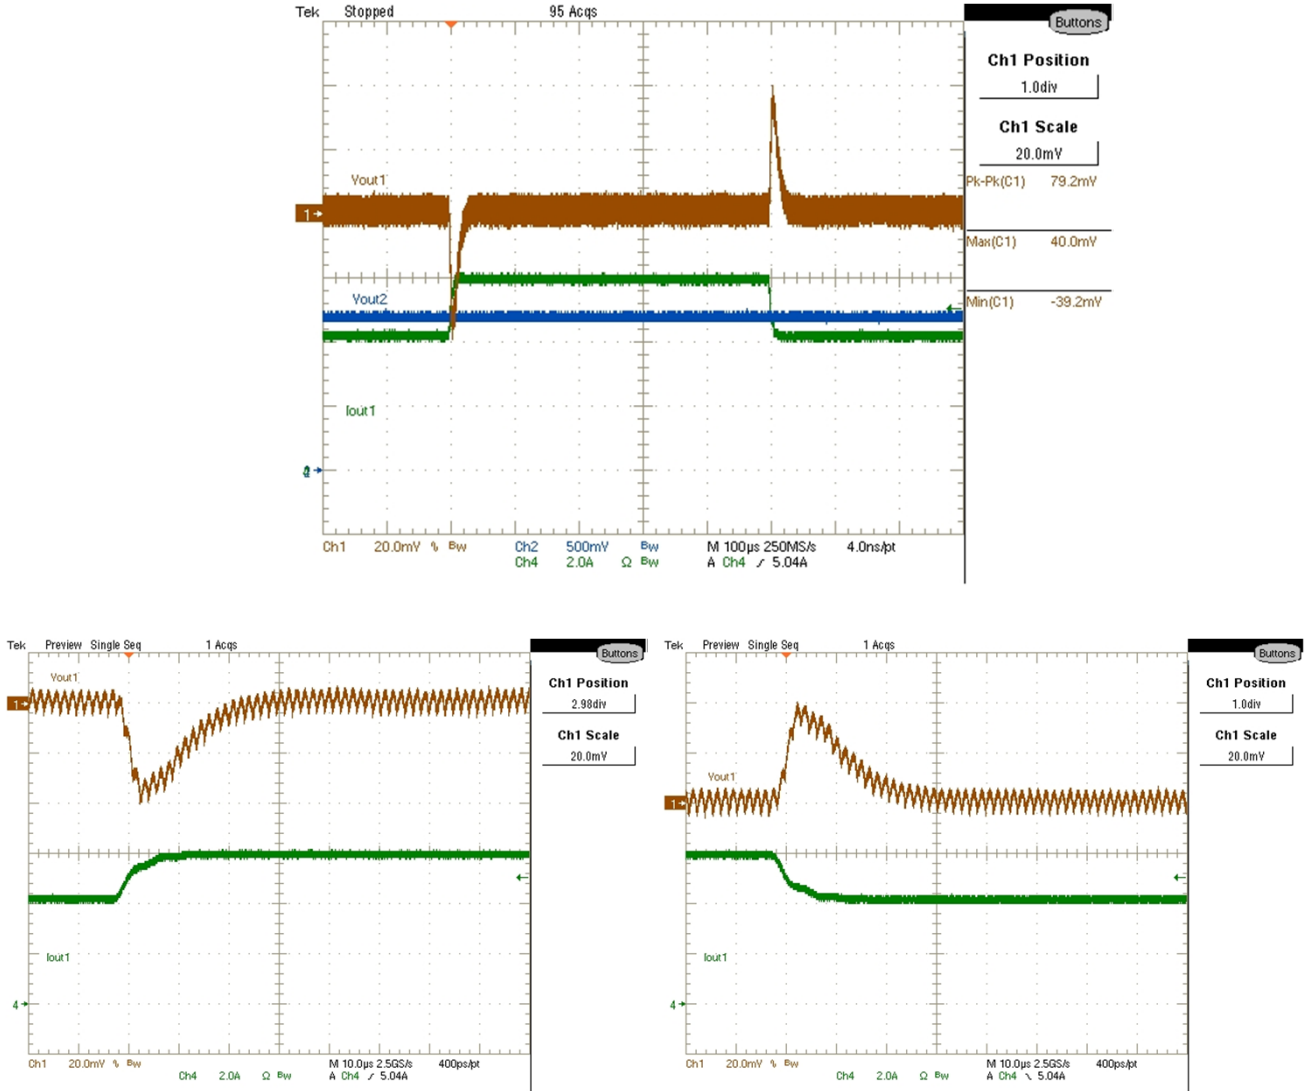 Tek Stopped 95 Acqs
Buttons
Ch1 Position
1.0div
Ch1 Scale
20.0mV
Pk-Pk(C1) 79.2mV
Max(C1) 40.0mV
Min(C1) -39.2mV
Vout1
1
Vout2
Iout1
Ch1 20.0mV % Bw Ch2 500mV Bw M 100µs 250MS/s 4.0ns/pt
Ch4 2.0A Ω Bw A Ch4 / 5.04A
Tek Preview Single Seq 1 Acqs
Buttons
Vout1
1
Ch1 Position
2.98div
Ch1 Scale
20.0mV
Iout1
4
Ch1 20.0mV % Bw M 10.0µs 2.5GS/s 400ps/pt
Ch4 2.0A Ω Bw A Ch4 / 5.04A
Tek Preview Single Seq 1 Acqs
Buttons
Ch1 Position
1.0div
Ch1 Scale
20.0mV
Vout1
1
Iout1
4
Ch1 20.0mV % Bw M 10.0µs 2.5GS/s 400ps/pt
Ch4 2.0A Ω Bw A Ch4 \ 5.04A